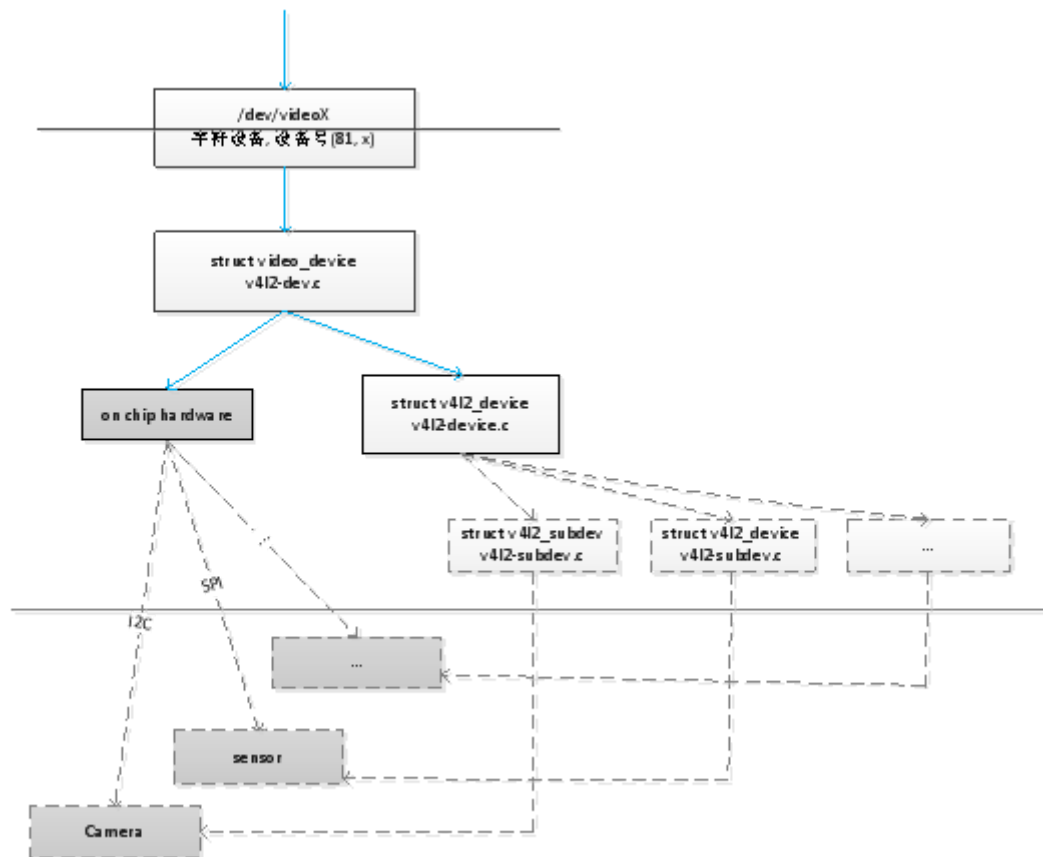 /dev/videoX
字符设备, 设备号(81, x)
struct video_device
v4l2-dev.c
on chip hardware
struct v4l2_device
v4l2-device.c
struct v4l2_subdev
v4l2-subdev.c
struct v4l2_device
v4l2-subdev.c
...
SPI
I2C
...
sensor
Camera